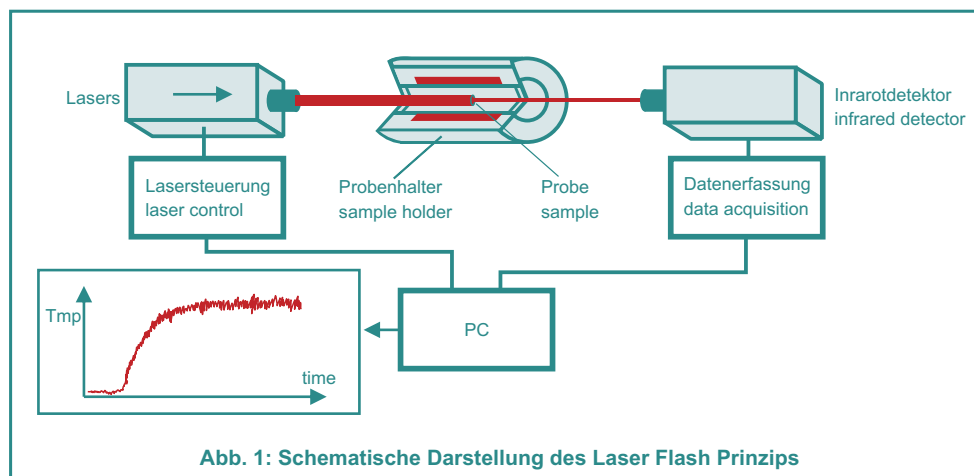 Lasers
Inrarotdetektor
infrared detector
Lasersteuerung
laser control
Probenhalter
sample holder
Probe
sample
Datenerfassung
data acquisition
Tmp
time
PC
Abb. 1: Schematische Darstellung des Laser Flash Prinzips